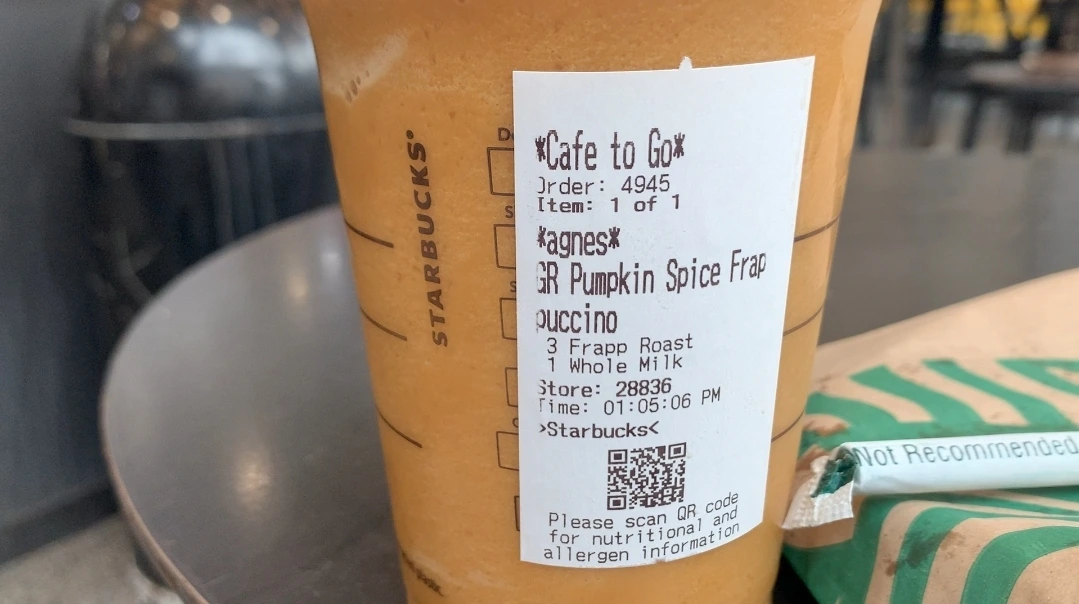 STARBUCKS®
*Cafe to Go*
Order: 4945
Item: 1 of 1
*agnes*
GR Pumpkin Spice Frap
puccino
3 Frapp Roast
1 Whole Milk
Store: 28836
Time: 01:05:06 PM
>Starbucks<
Please scan QR code
for nutritional and
allergen information
Not Recommended